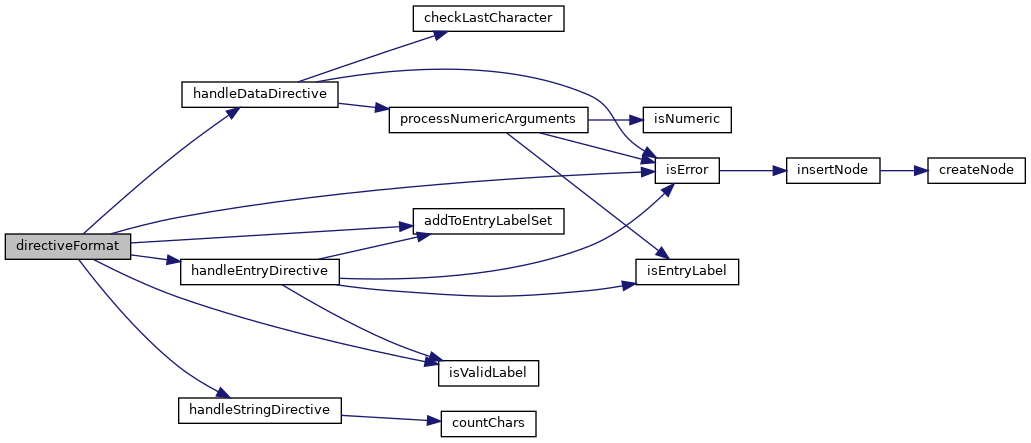 checkLastCharacter
handleDataDirective
processNumericArguments
isNumeric
isError
insertNode
createNode
addToEntryLabelSet
directiveFormat
handleEntryDirective
isEntryLabel
isValidLabel
handleStringDirective
countChars